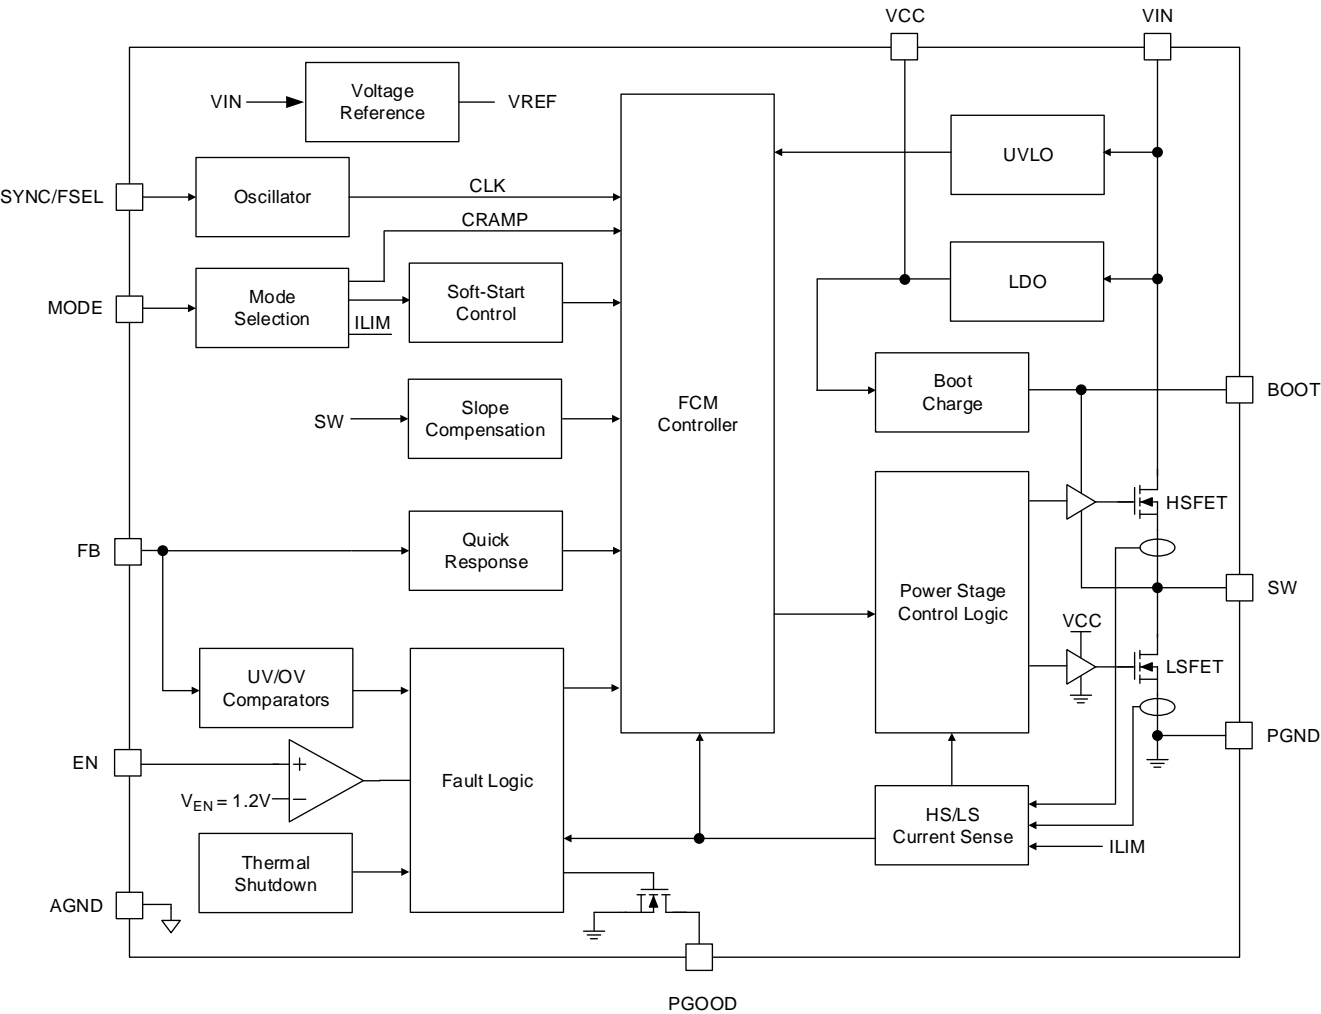 VCC
VIN
VIN
Voltage
Reference
VREF
UVLO
SYNC/FSEL
Oscillator
CLK
CRAMP
MODE
Mode
Selection
ILIM
Soft-Start
Control
LDO
FCM
Controller
Boot
Charge
BOOT
SW
Slope
Compensation
HSFET
FB
Quick
Response
Power Stage
Control Logic
SW
VCC
LSFET
UV/OV
Comparators
PGND
EN
+
VEN = 1.2V
−
Fault Logic
HS/LS
Current Sense
ILIM
Thermal
Shutdown
AGND
PGOOD